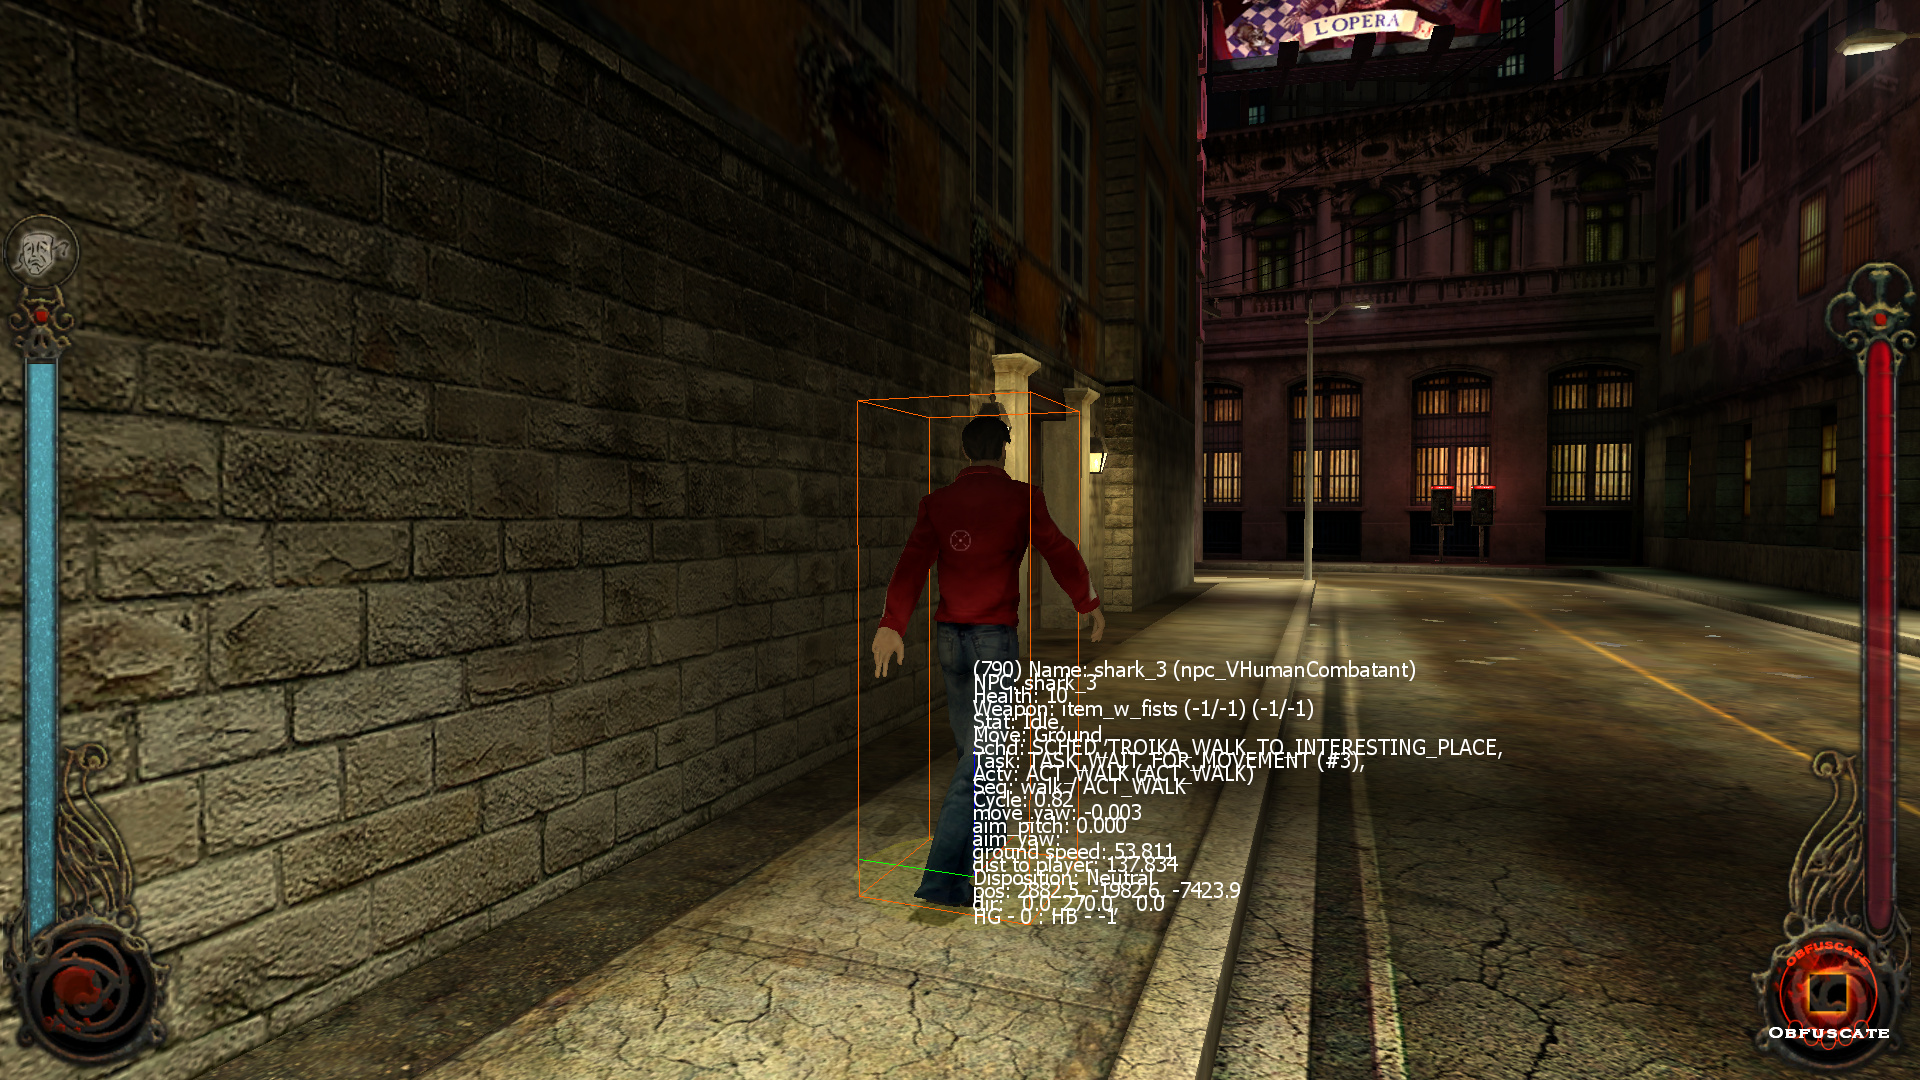 L'OPERA
(790) Name: shark_3 (npc_VHumanCombatant)
NPC: shark_3
Health: 10
Weapon: item_w_fists (-1/-1) (-1/-1)
Stat: Idle,
Move: Ground,
Schd: SCHED_TROIKA_WALK_TO_INTERESTING_PLACE,
Task: TASK_WAIT_FOR_MOVEMENT (#3),
Actv: ACT_WALK (ACT_WALK)
Seq: walk / ACT_WALK
Cycle: 0.82
move_yaw: -0.003
aim_pitch: 0.000
aim_yaw:
ground speed: 53.811
dist to player: 137.834
Disposition: Neutral
pos: 2882.5, -1982.6, -7423.9
dir: 0.0, 270.0, 0.0
HG - 0 : HB - -1
OBFUSCATE
OBFUSCATE